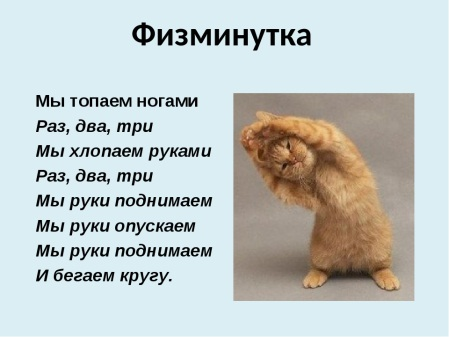 Физминутка
Мы топаем ногами
Раз, два, три
Мы хлопаем руками
Раз, два, три
Мы руки поднимаем
Мы руки опускаем
Мы руки поднимаем
И бегаем кругу.